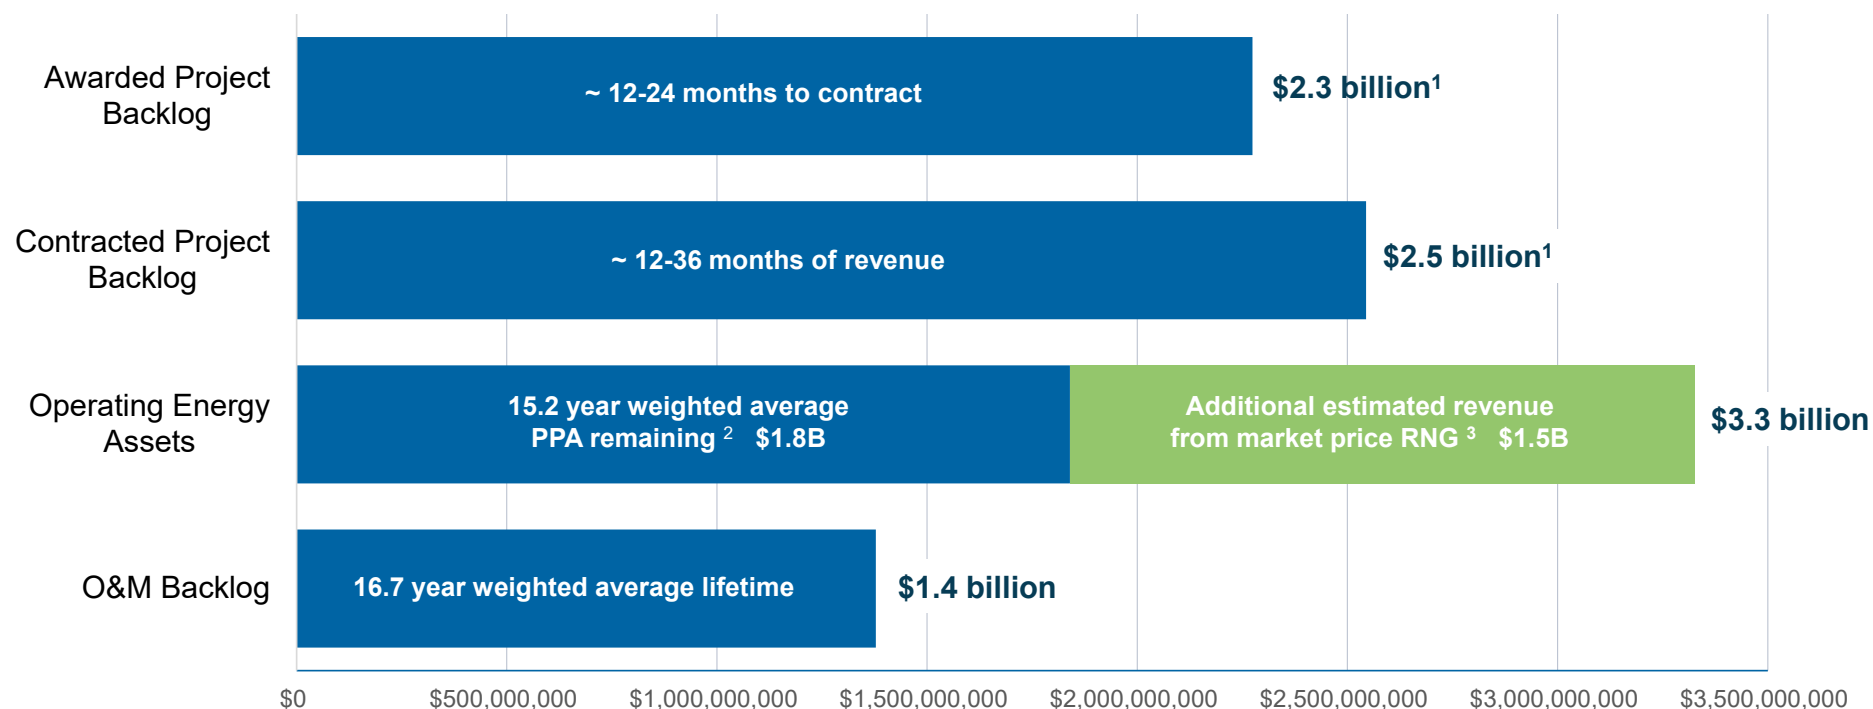 Awarded Project
Backlog
~ 12-24 months to contract
$2.3 billion¹
Contracted Project
Backlog
~ 12-36 months of revenue
$2.5 billion¹
Operating Energy
Assets
15.2 year weighted average
PPA remaining ² $1.8B
Additional estimated revenue
from market price RNG ³ $1.5B
$3.3 billion
O&M Backlog
16.7 year weighted average lifetime
$1.4 billion
$0 $500,000,000 $1,000,000,000 $1,500,000,000 $2,000,000,000 $2,500,000,000 $3,000,000,000 $3,500,000,000